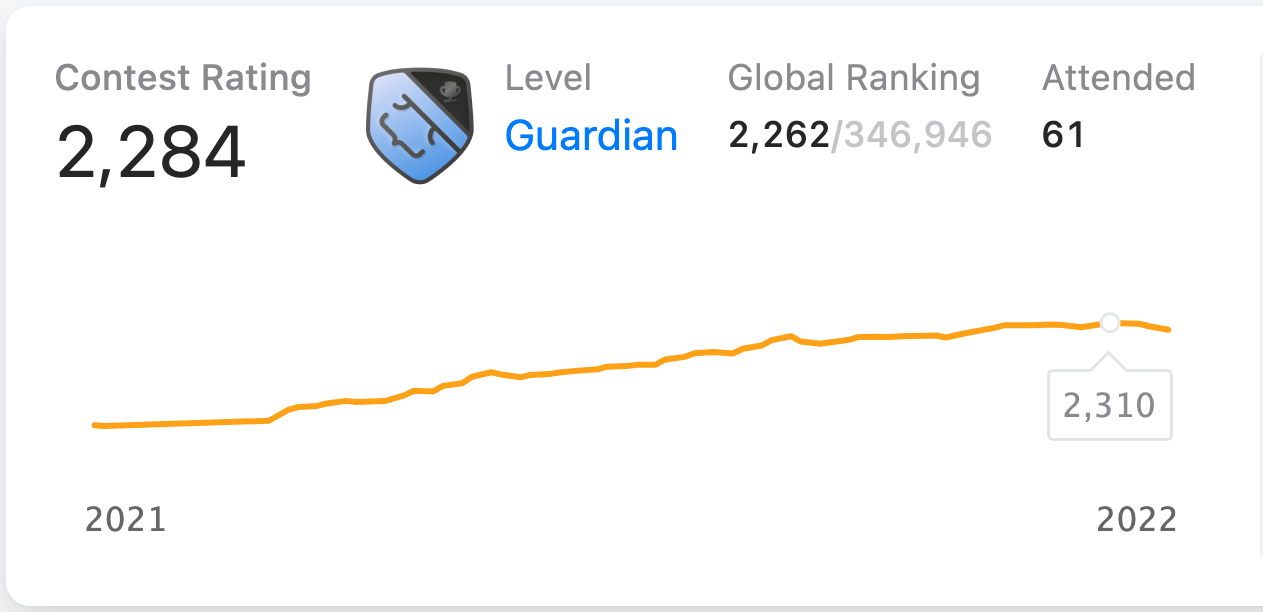 Contest Rating
2,284
Level
Guardian
Global Ranking
2,262/346,946
Attended
61
2,310
2021
2022